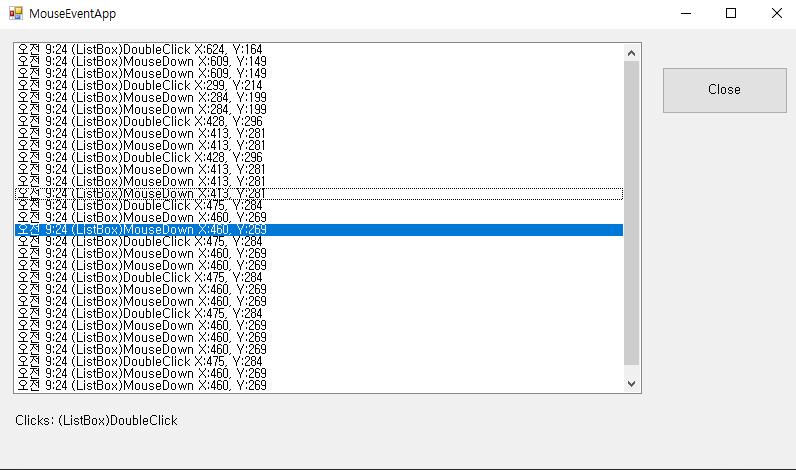 MouseEventApp
오전 9:24 (ListBox)DoubleClick X:624, Y:164
오전 9:24 (ListBox)MouseDown X:609, Y:149
오전 9:24 (ListBox)MouseDown X:609, Y:149
오전 9:24 (ListBox)DoubleClick X:299, Y:214
오전 9:24 (ListBox)MouseDown X:284, Y:199
오전 9:24 (ListBox)MouseDown X:284, Y:199
오전 9:24 (ListBox)DoubleClick X:428, Y:296
오전 9:24 (ListBox)MouseDown X:413, Y:281
오전 9:24 (ListBox)MouseDown X:413, Y:281
오전 9:24 (ListBox)DoubleClick X:428, Y:296
오전 9:24 (ListBox)MouseDown X:413, Y:281
오전 9:24 (ListBox)MouseDown X:413, Y:281
오전 9:24 (ListBox)MouseDown X:413, Y:281
오전 9:24 (ListBox)DoubleClick X:475, Y:284
오전 9:24 (ListBox)MouseDown X:460, Y:269
오전 9:24 (ListBox)MouseDown X:460, Y:269
오전 9:24 (ListBox)DoubleClick X:475, Y:284
오전 9:24 (ListBox)MouseDown X:460, Y:269
오전 9:24 (ListBox)MouseDown X:460, Y:269
오전 9:24 (ListBox)DoubleClick X:475, Y:284
오전 9:24 (ListBox)MouseDown X:460, Y:269
오전 9:24 (ListBox)MouseDown X:460, Y:269
오전 9:24 (ListBox)DoubleClick X:475, Y:284
오전 9:24 (ListBox)MouseDown X:460, Y:269
오전 9:24 (ListBox)MouseDown X:460, Y:269
오전 9:24 (ListBox)MouseDown X:460, Y:269
오전 9:24 (ListBox)DoubleClick X:475, Y:284
오전 9:24 (ListBox)MouseDown X:460, Y:269
오전 9:24 (ListBox)MouseDown X:460, Y:269
Close
Clicks: (ListBox)DoubleClick